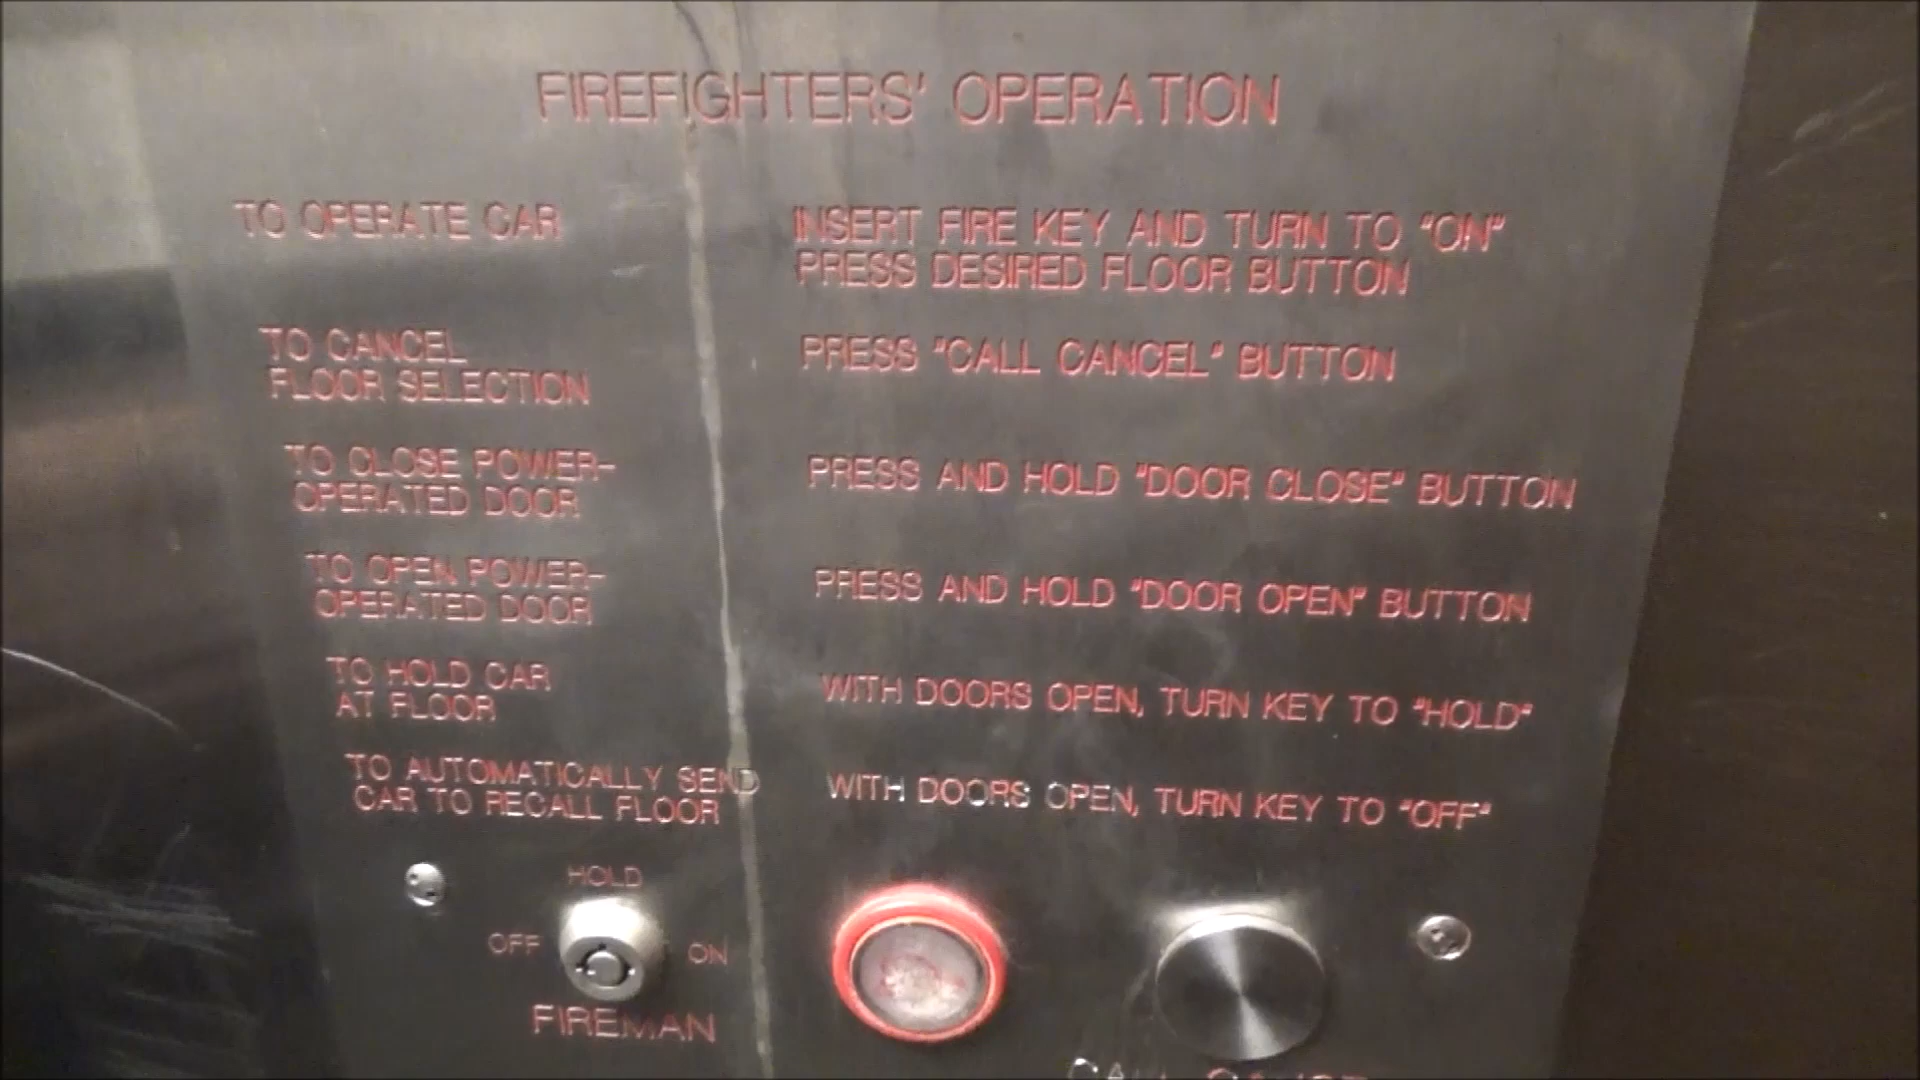 FIREFIGHTERS' OPERATION
TO OPERATE CAR
INSERT FIRE KEY AND TURN TO "ON"
PRESS DESIRED FLOOR BUTTON
TO CANCEL
FLOOR SELECTION
PRESS "CALL CANCEL" BUTTON
TO CLOSE POWER-
OPERATED DOOR
PRESS AND HOLD "DOOR CLOSE" BUTTON
TO OPEN POWER-
OPERATED DOOR
PRESS AND HOLD "DOOR OPEN" BUTTON
TO HOLD CAR
AT FLOOR
WITH DOORS OPEN, TURN KEY TO "HOLD"
TO AUTOMATICALLY SEND
CAR TO RECALL FLOOR
WITH DOORS OPEN, TURN KEY TO "OFF"
HOLD
OFF ON
FIREMAN
CALL